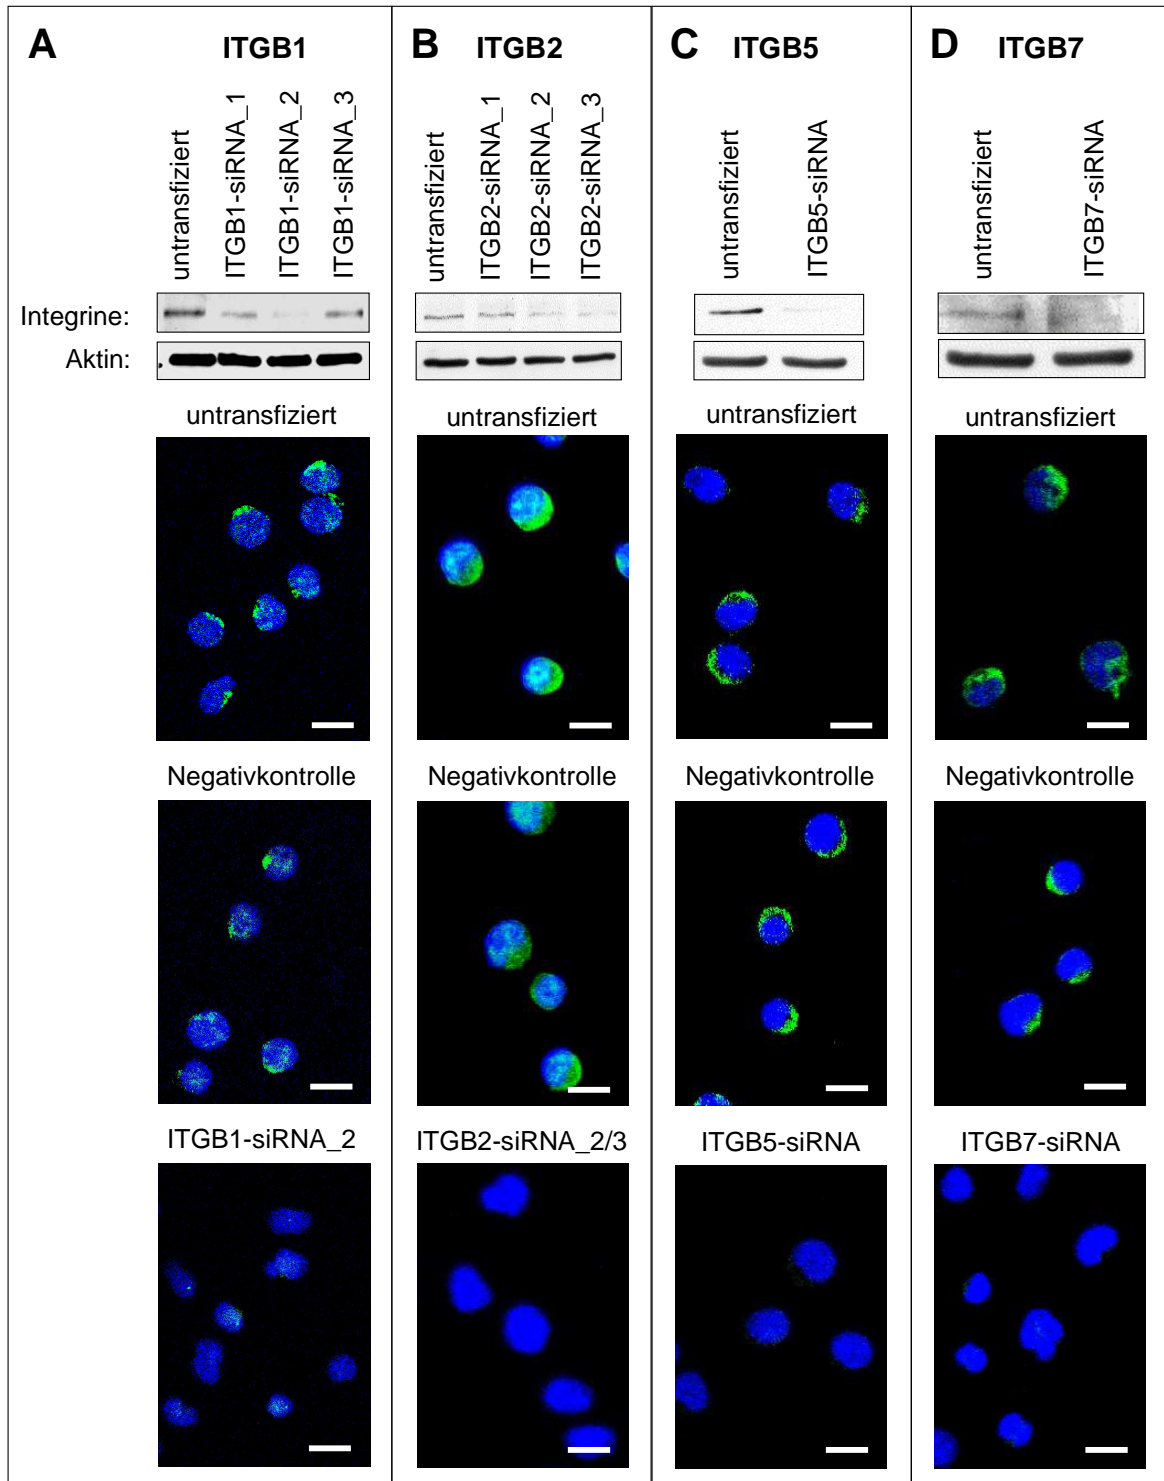 A ITGB1
untransfiziert
ITGB1-siRNA_1
ITGB1-siRNA_2
ITGB1-siRNA_3
Integrine:
Aktin:
untransfiziert
Negativkontrolle
ITGB1-siRNA_2
B ITGB2
untransfiziert
ITGB2-siRNA_1
ITGB2-siRNA_2
ITGB2-siRNA_3
untransfiziert
Negativkontrolle
ITGB2-siRNA_2/3
C ITGB5
untransfiziert
ITGB5-siRNA
untransfiziert
Negativkontrolle
ITGB5-siRNA
D ITGB7
untransfiziert
ITGB7-siRNA
untransfiziert
Negativkontrolle
ITGB7-siRNA